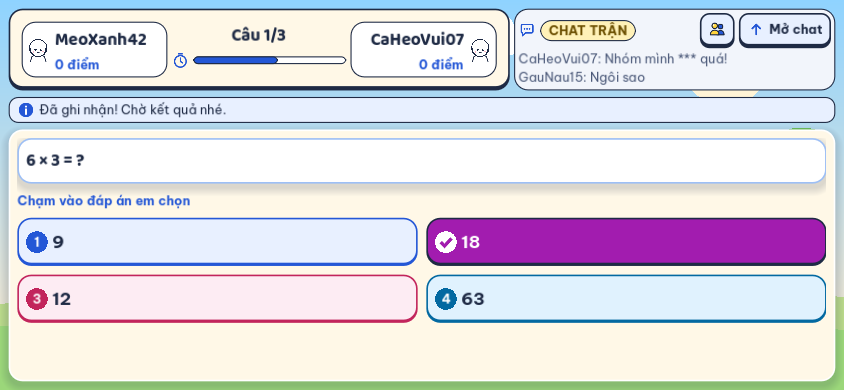 MeoXanh42
0 điểm
Câu 1/3
CaHeoVui07
0 điểm
CHAT TRẬN
Mở chat
CaHeoVui07: Nhóm mình *** quá!
GauNau15: Ngôi sao
Đã ghi nhận! Chờ kết quả nhé.
6 × 3 = ?
Chạm vào đáp án em chọn
1 9
18
3 12
4 63